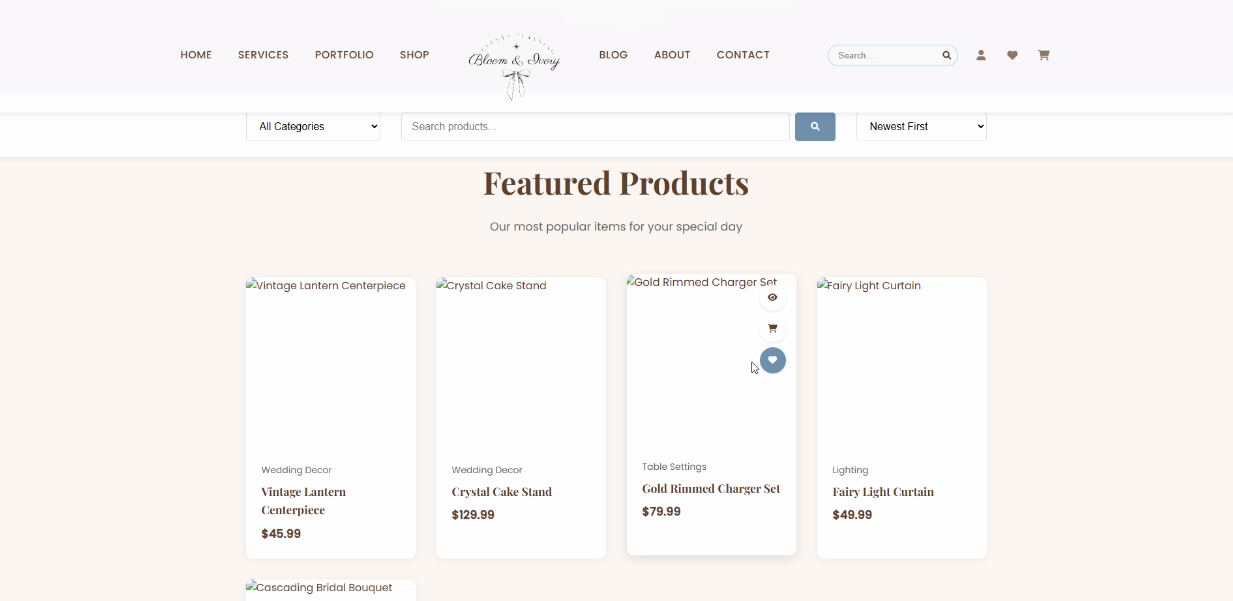 HOME SERVICES PORTFOLIO SHOP
Bloom & Ivory
BLOG ABOUT CONTACT
Search...
All Categories
Search products...
Newest First
Featured Products
Our most popular items for your special day
Vintage Lantern Centerpiece
Wedding Decor
Vintage Lantern
Centerpiece
$45.99
Crystal Cake Stand
Wedding Decor
Crystal Cake Stand
$129.99
Gold Rimmed Charger Set
Table Settings
Gold Rimmed Charger Set
$79.99
Fairy Light Curtain
Lighting
Fairy Light Curtain
$49.99
Cascading Bridal Bouquet